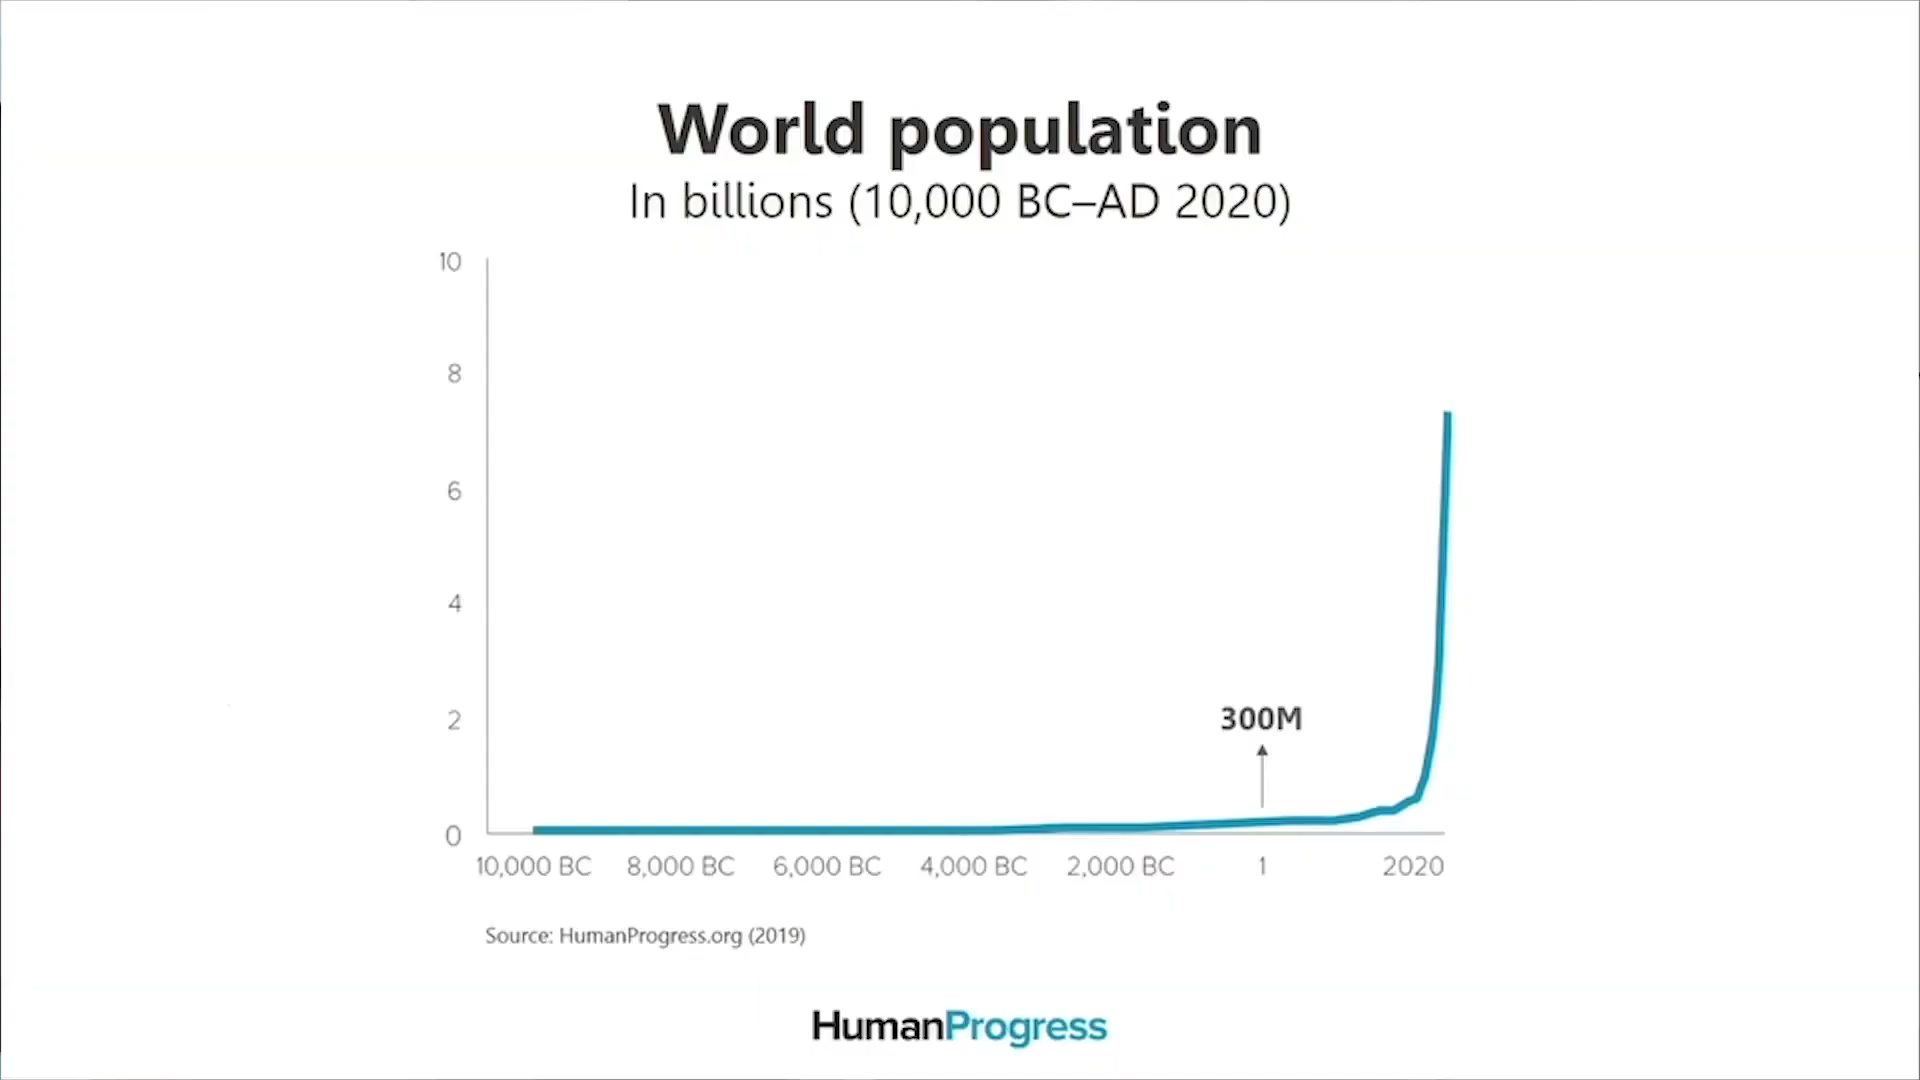 World population
In billions (10,000 BC–AD 2020)
10
8
6
4
2
0
300M
10,000 BC 8,000 BC 6,000 BC 4,000 BC 2,000 BC 1 2020
Source: HumanProgress.org (2019)
HumanProgress